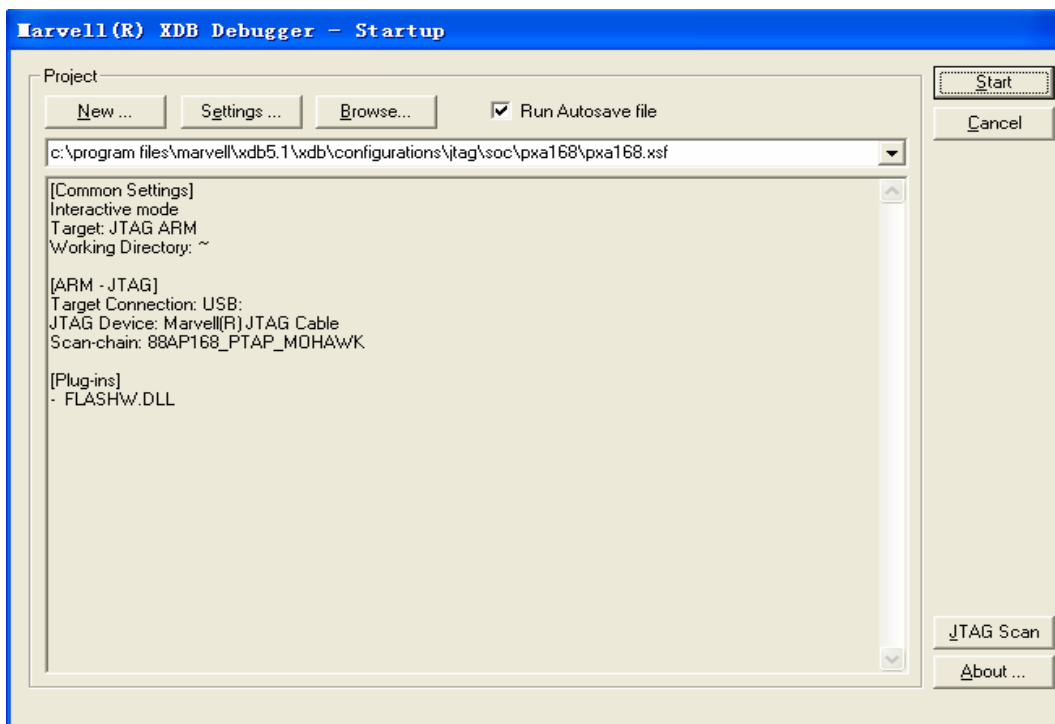 Marvell(R) XDB Debugger - Startup
Project
New ...
Settings ...
Browse...
Run Autosave file
Start
Cancel
c:\program files\marvell\xdb5.1\xdb\configurations\jtag\soc\pxa168\pxa168.xsf
[Common Settings]
Interactive mode
Target: JTAG ARM
Working Directory: ~
[ARM - JTAG]
Target Connection: USB:
JTAG Device: Marvell(R) JTAG Cable
Scan-chain: 88AP168_PTAP_MOHAWK
[Plug-ins]
- FLASHW.DLL
JTAG Scan
About ...